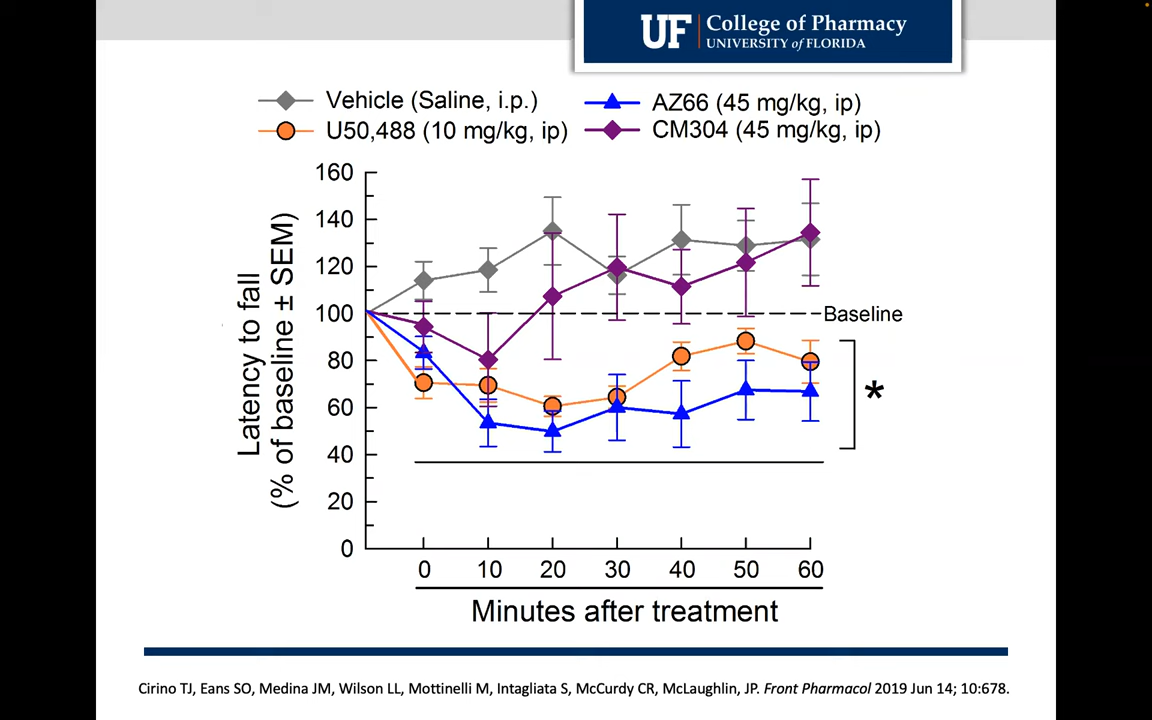 UF College of Pharmacy
UNIVERSITY of FLORIDA
Vehicle (Saline, i.p.)
U50,488 (10 mg/kg, ip)
AZ66 (45 mg/kg, ip)
CM304 (45 mg/kg, ip)
Latency to fall
(% of baseline ± SEM)
160
140
120
100
80
60
40
20
0
Baseline
*
0 10 20 30 40 50 60
Minutes after treatment
Cirino TJ, Eans SO, Medina JM, Wilson LL, Mottinelli M, Intagliata S, McCurdy CR, McLaughlin, JP. Front Pharmacol 2019 Jun 14; 10:678.